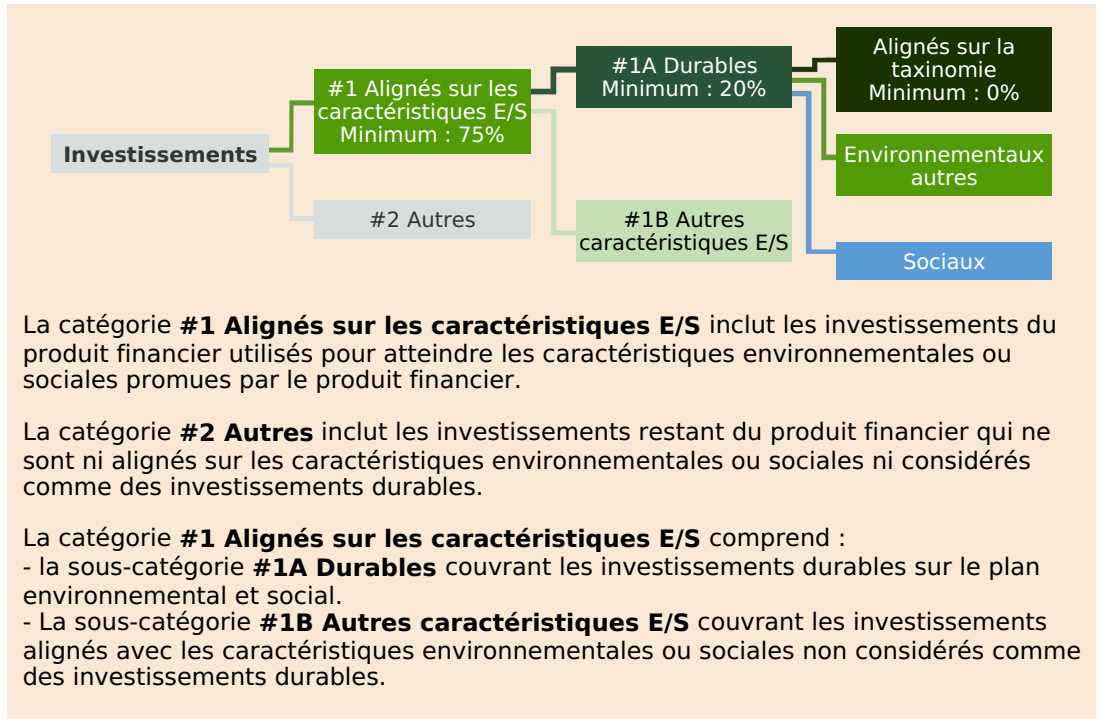 Investissements
#1 Alignés sur les
caractéristiques E/S
Minimum : 75%
#2 Autres
#1A Durables
Minimum : 20%
#1B Autres
caractéristiques E/S
Alignés sur la
taxinomie
Minimum : 0%
Environnementaux
autres
Sociaux
La catégorie #1 Alignés sur les caractéristiques E/S inclut les investissements du
produit financier utilisés pour atteindre les caractéristiques environnementales ou
sociales promues par le produit financier.
La catégorie #2 Autres inclut les investissements restant du produit financier qui ne
sont ni alignés sur les caractéristiques environnementales ou sociales ni considérés
comme des investissements durables.
La catégorie #1 Alignés sur les caractéristiques E/S comprend :
- la sous-catégorie #1A Durables couvrant les investissements durables sur le plan
environnemental et social.
- La sous-catégorie #1B Autres caractéristiques E/S couvrant les investissements
alignés avec les caractéristiques environnementales ou sociales non considérés comme
des investissements durables.